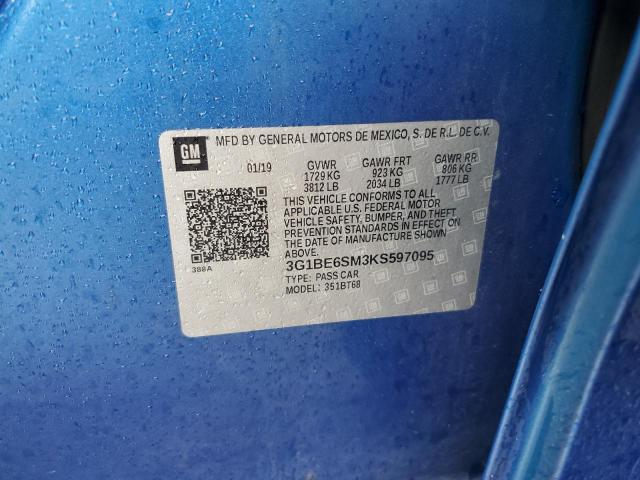 GM
MFD BY GENERAL MOTORS DE MEXICO, S. DE R.L. DE C.V.
01/19 GVWR GAWR FRT GAWR RR
1729 KG 923 KG 806 KG
3812 LB 2034 LB 1777 LB
THIS VEHICLE CONFORMS TO ALL
APPLICABLE U.S. FEDERAL MOTOR
VEHICLE SAFETY, BUMPER, AND THEFT
PREVENTION STANDARDS IN EFFECT ON
THE DATE OF MANUFACTURE SHOWN
ABOVE.
388A
3G1BE6SM3KS597095
TYPE: PASS CAR
MODEL: 351BT68